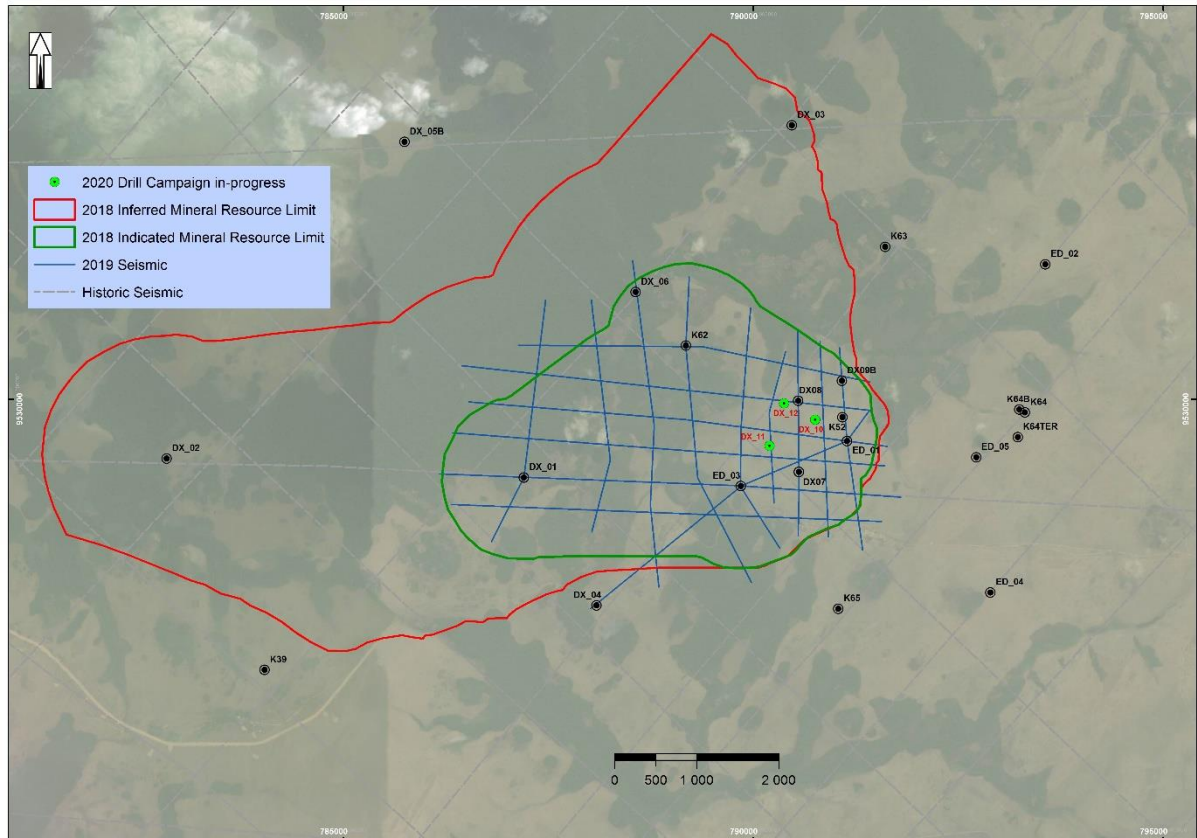 785000
790000
795000
DX_03
DX_05B
2020 Drill Campaign in-progress
2018 Inferred Mineral Resource Limit
2018 Indicated Mineral Resource Limit
2019 Seismic
Historic Seismic
K63
ED_02
DX_06
K62
DX09B
9530000
DX08
DX_12
DX_10
K52
K64B
K64
9530000
K64TER
DX_11
ED_01
ED_05
DX_02
DX_01
ED_03
DX07
ED_04
DX_04
K65
K39
0 500 1 000 2 000
785000
790000
795000